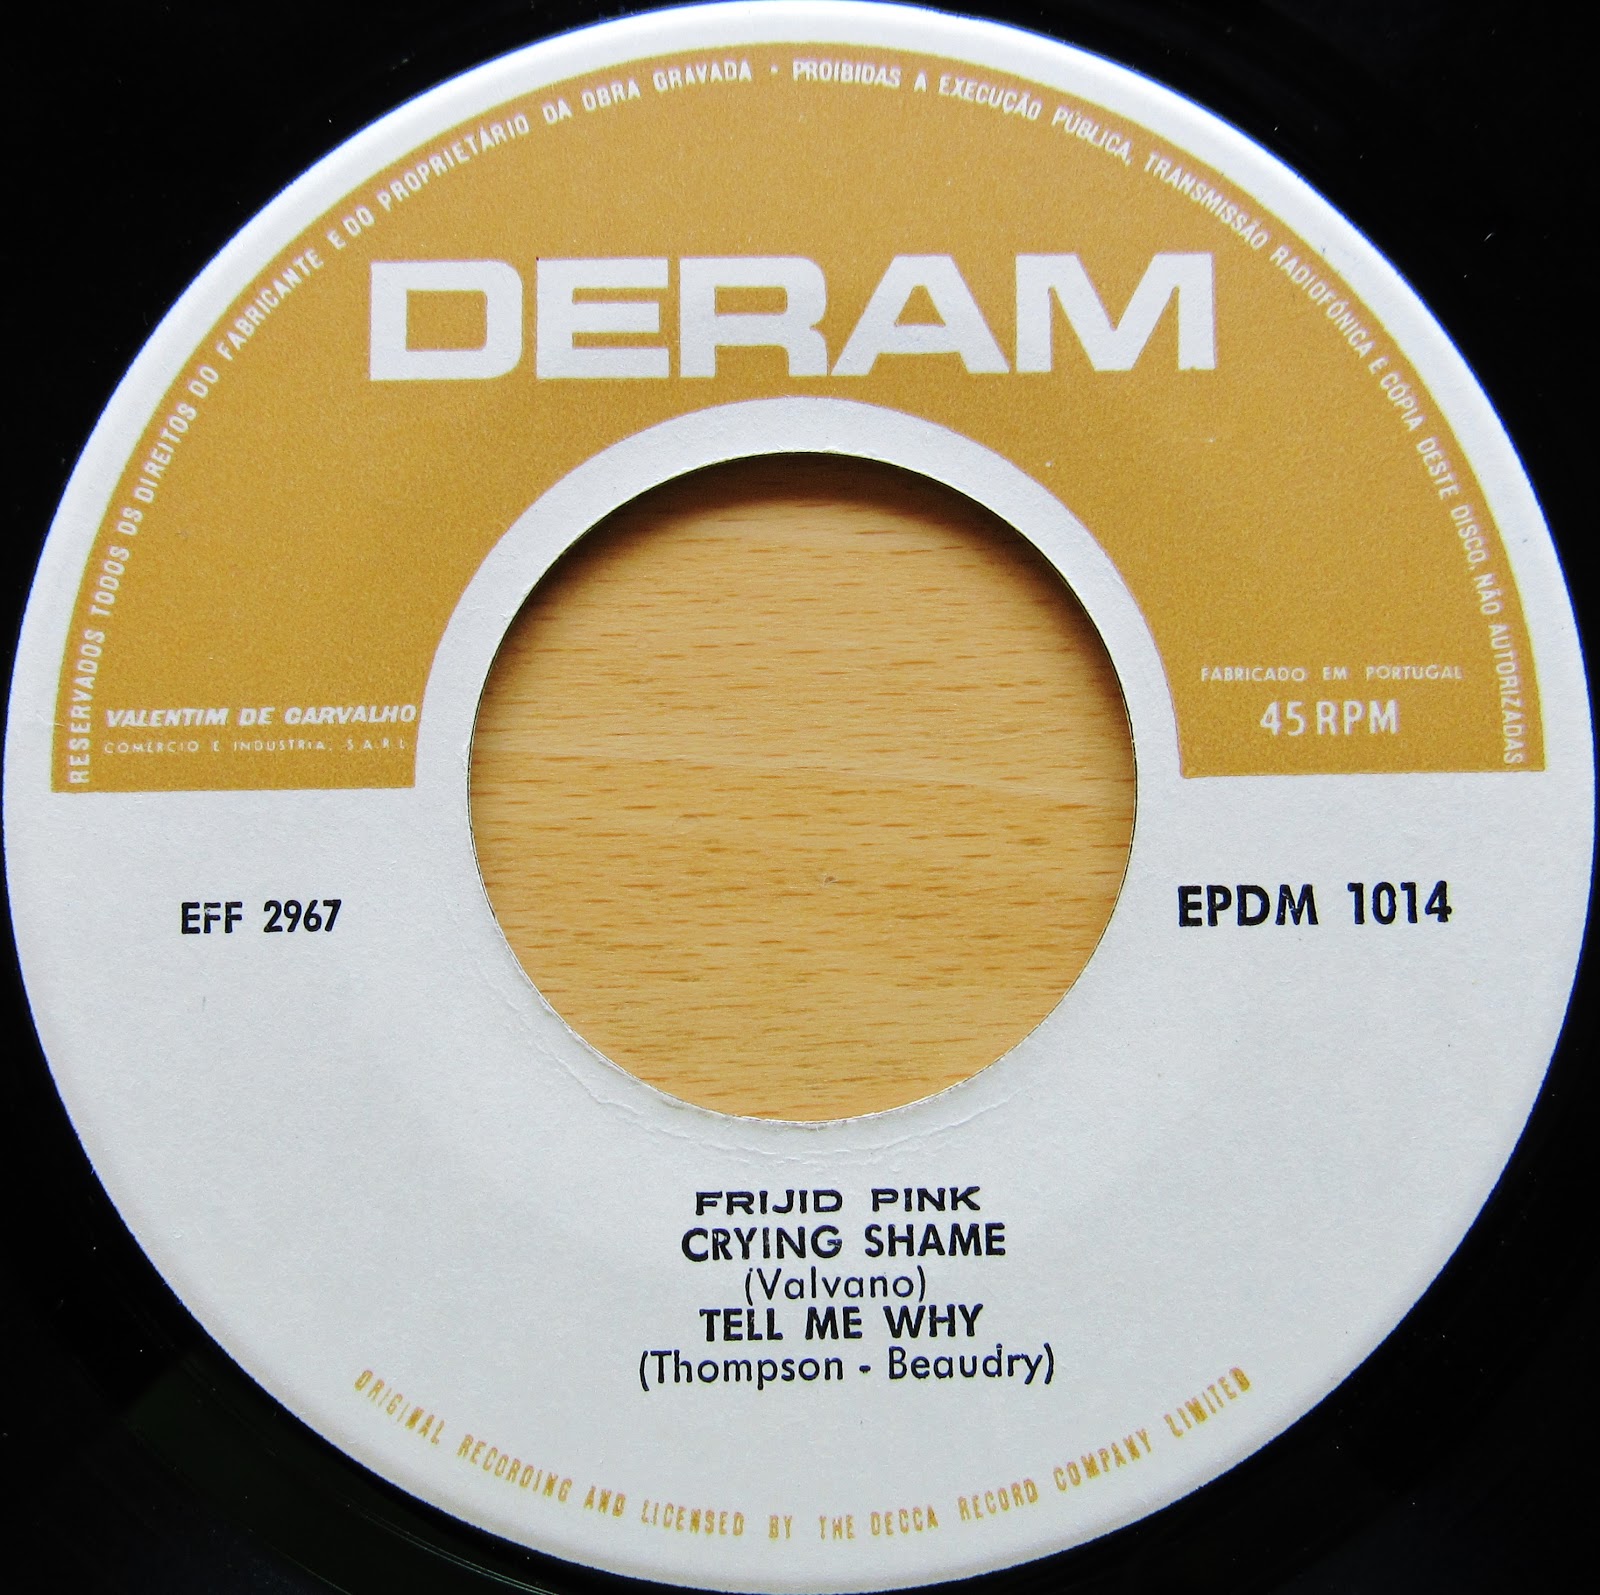 RESERVADOS TODOS OS DIREITOS DO FABRICANTE E DO PROPRIETÁRIO DA OBRA GRAVADA · PROIBIDAS A EXECUÇÃO PÚBLICA, TRANSMISSÃO RADIOFÓNICA E CÓPIA DESTE DISCO, NÃO AUTORIZADAS
DERAM
VALENTIM DE CARVALHO
COMÉRCIO E INDUSTRIA, S.A.R.L.
FABRICADO EM PORTUGAL
45 RPM
EFF 2967
EPDM 1014
FRIJID PINK
CRYING SHAME
(Valvano)
TELL ME WHY
(Thompson - Beaudry)
ORIGINAL RECORDING AND LICENSED BY THE DECCA RECORD COMPANY LIMITED